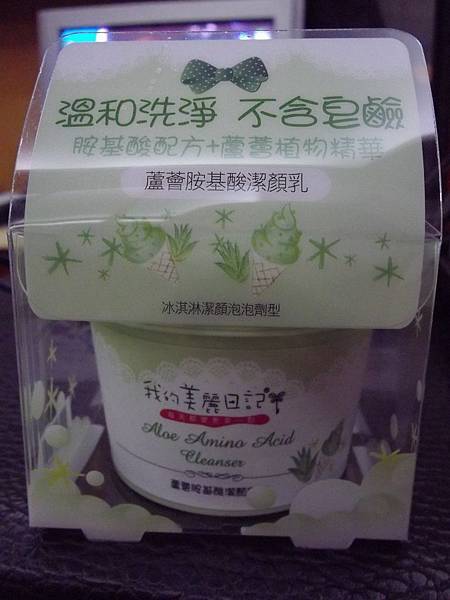 溫和洗淨 不含皂鹼
胺基酸配方+蘆薈植物精華
蘆薈胺基酸潔顏乳
冰淇淋潔顏泡泡劑型
我的美麗日記
Aloe Amino Acid
Cleanser
蘆薈胺基酸潔顏